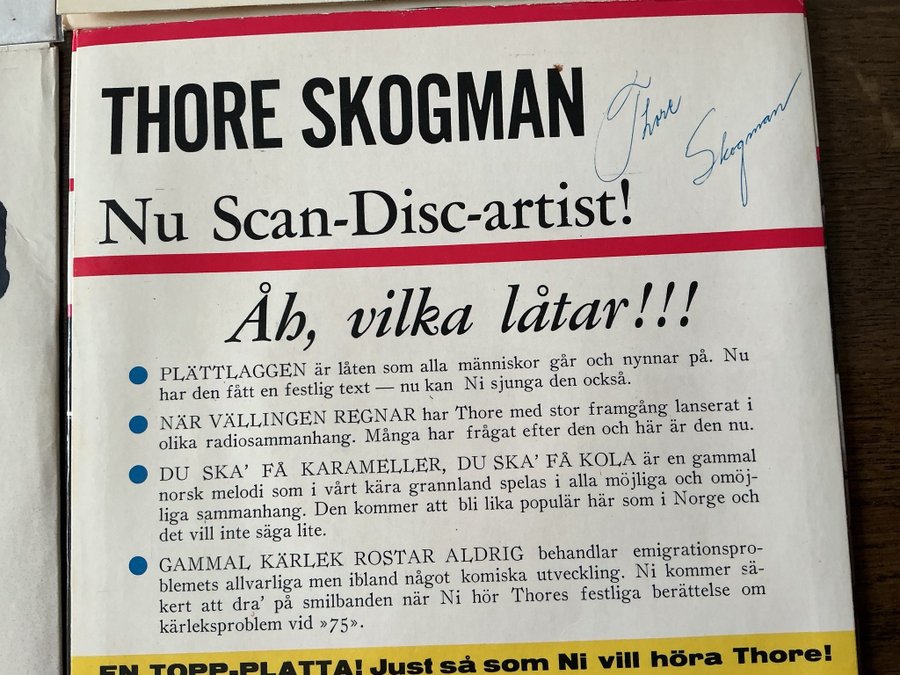 THORE SKOGMAN
Thore Skogman
Nu Scan-Disc-artist!
Åh, vilka låtar!!!
PLÄTTLAGGEN är låten som alla människor går och nynnar på. Nu
har den fått en festlig text — nu kan Ni sjunga den också.
NÄR VÄLLINGEN REGNAR har Thore med stor framgång lanserat i
olika radiosammanhang. Många har frågat efter den och här är den nu.
DU SKA' FÅ KARAMELLER, DU SKA' FÅ KOLA är en gammal
norsk melodi som i vårt kära grannland spelas i alla möjliga och omöj-
liga sammanhang. Den kommer att bli lika populär här som i Norge och
det vill inte säga lite.
GAMMAL KÄRLEK ROSTAR ALDRIG behandlar emigrationspro-
blemets allvarliga men ibland något komiska utveckling. Ni kommer sä-
kert att dra' på smilbanden när Ni hör Thores festliga berättelse om
kärleksproblem vid »75».
EN TOPP-PLATTA! Just så som Ni vill höra Thore!